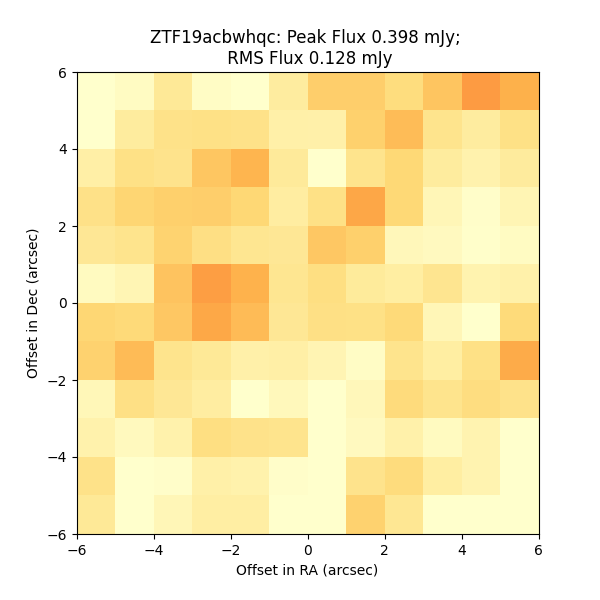 ZTF19acbwhqc: Peak Flux 0.398 mJy;
RMS Flux 0.128 mJy
6
4
2
0
−2
−4
−6
Offset in Dec (arcsec)
−6 −4 −2 0 2 4 6
Offset in RA (arcsec)